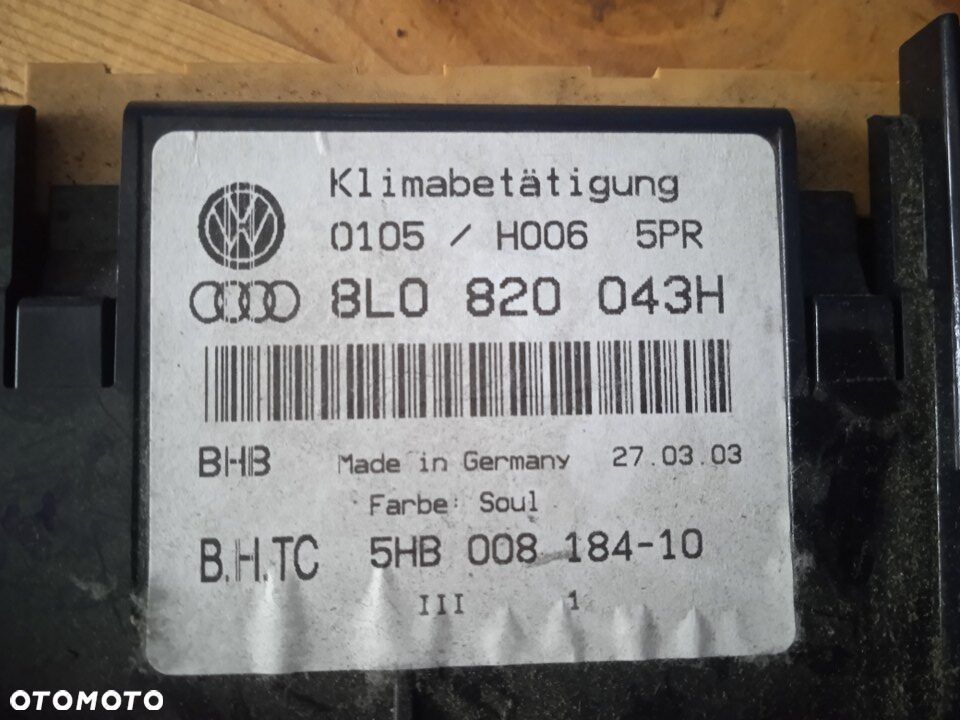 Klimabetätigung
0105 / H006 5PR
8L0 820 043H
BHB Made in Germany 27.03.03
Farbe: Soul
B.H.TC 5HB 008 184-10
III 1
OTOMOTO